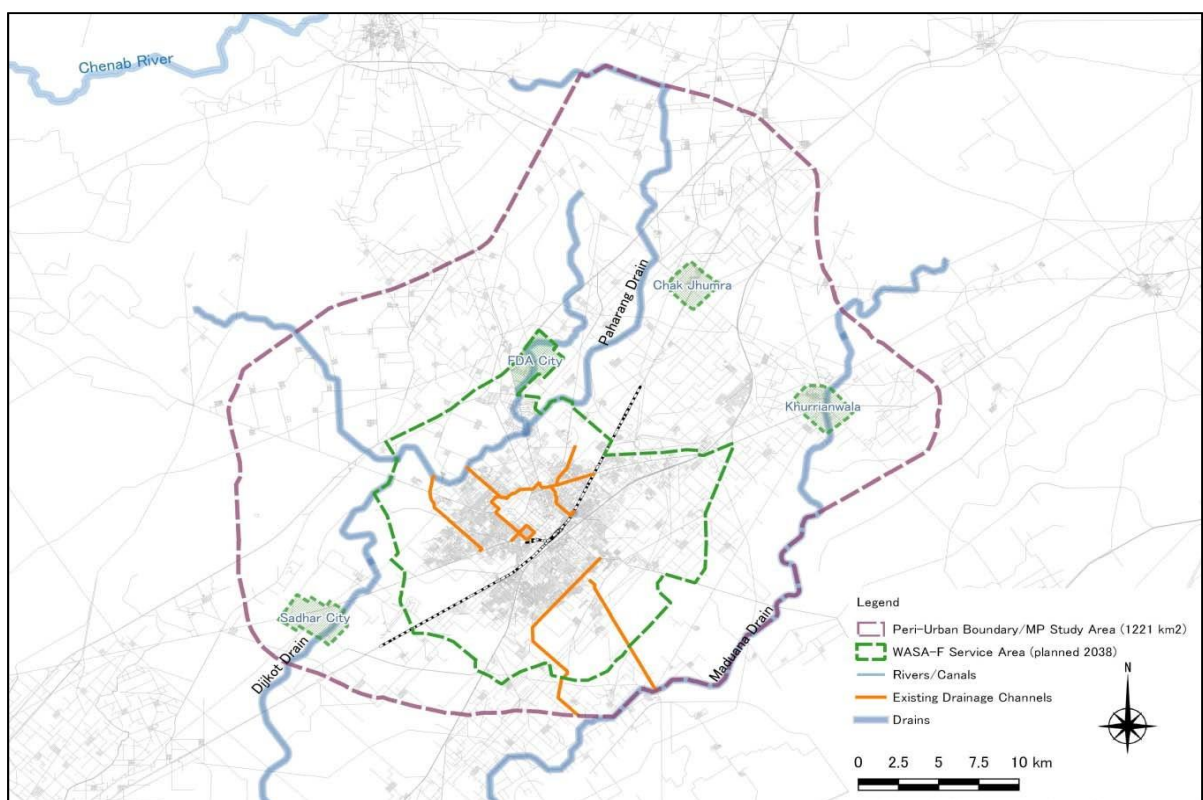 Chenab River
Paharang Drain
Chak Jhumra
FDA City
Khurrianwala
Sadhar City
Dijkot Drain
Maduana Drain
Legend
Peri-Urban Boundary/MP Study Area (1221 km2)
WASA-F Service Area (planned 2038)
Rivers/Canals
Existing Drainage Channels
Drains
N
0 2.5 5 7.5 10 km